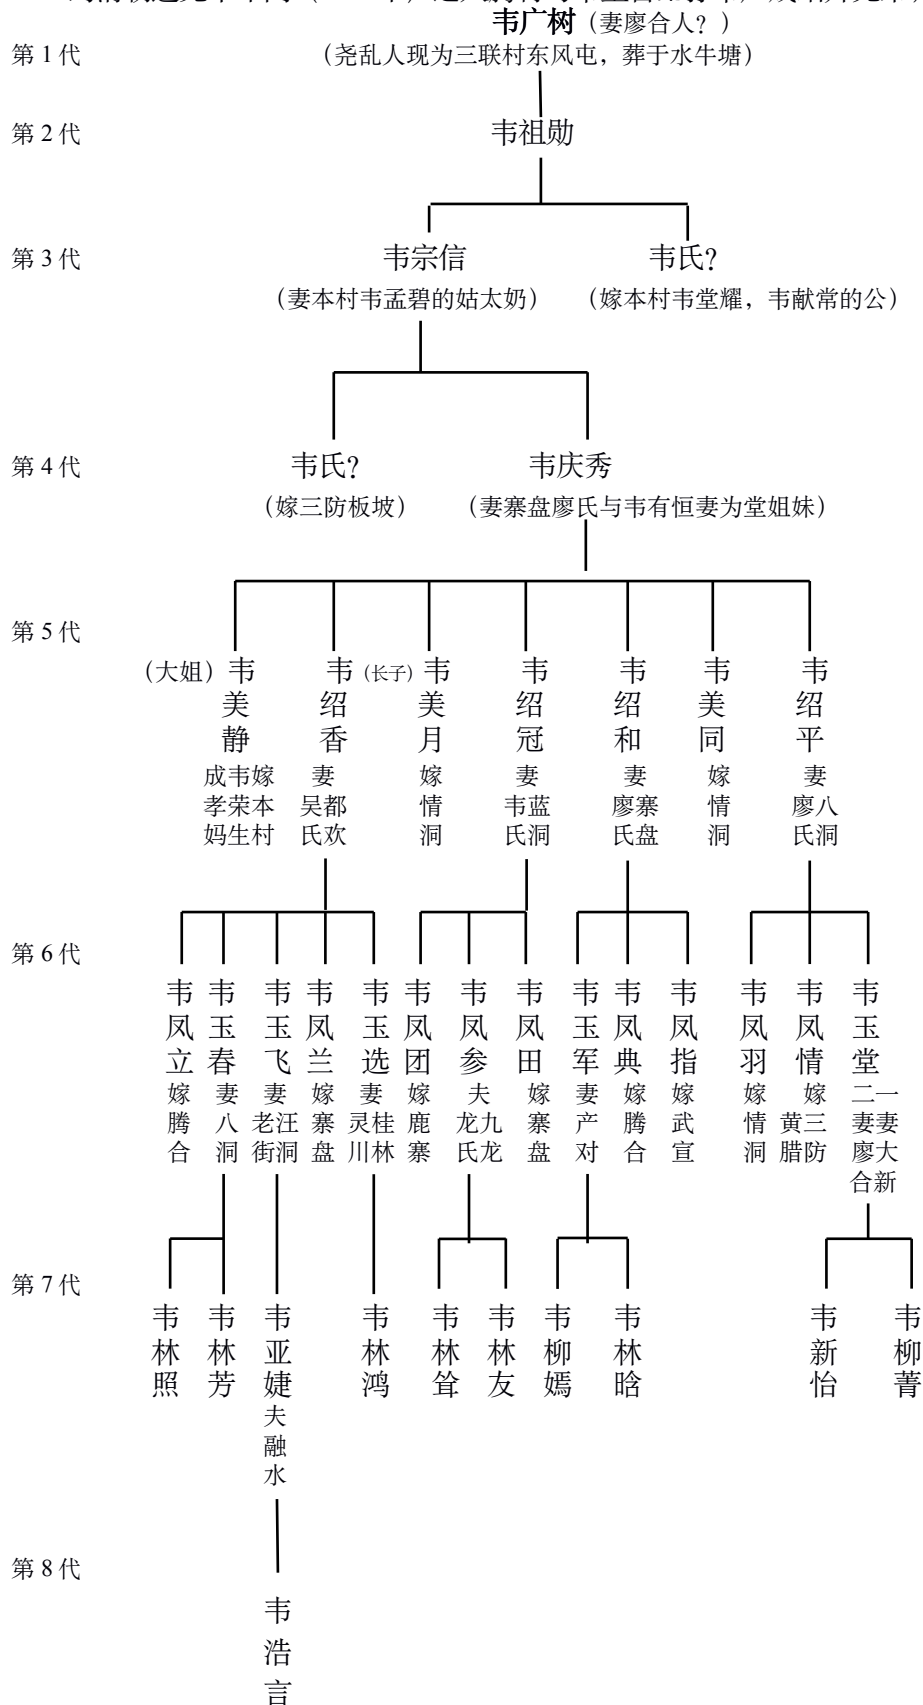 韦广树（妻廖合人？）
第 1 代
（尧乱人现为三联村东风屯，葬于水牛塘）
第 2 代
韦祖勋
第 3 代
韦宗信
韦氏？
（妻本村韦孟碧的姑太奶）
（嫁本村韦堂耀，韦献常的公）
第 4 代
韦氏？
韦庆秀
（嫁三防板坡）
（妻寨盘廖氏与韦有恒妻为堂姐妹）
第 5 代
（大姐）韦美静
嫁本村
韦荣生
成孝妈
韦绍香（长子）
妻都欢
吴氏
韦美月
嫁情洞
韦绍冠
妻蓝洞
韦氏
韦绍和
妻寨盘
廖氏
韦美同
嫁情洞
韦绍平
妻八洞
廖氏
第 6 代
韦凤立
嫁腾合
韦玉春
妻八洞
韦玉飞
妻汪洞
老街
韦凤兰
嫁寨盘
韦玉选
妻桂林
灵川
韦凤团
嫁鹿寨
韦凤参
夫九龙
龙氏
韦凤田
嫁寨盘
韦玉军
妻产对
韦凤典
嫁腾合
韦凤指
嫁武宣
韦凤羽
嫁情洞
韦凤情
嫁三防
黄腊
韦玉堂
一妻大新
二妻廖合
第 7 代
韦林照
韦林芳
韦亚婕
夫融水
韦林鸿
韦林耸
韦林友
韦柳嫣
韦林晗
韦新怡
韦柳菁
第 8 代
韦浩言